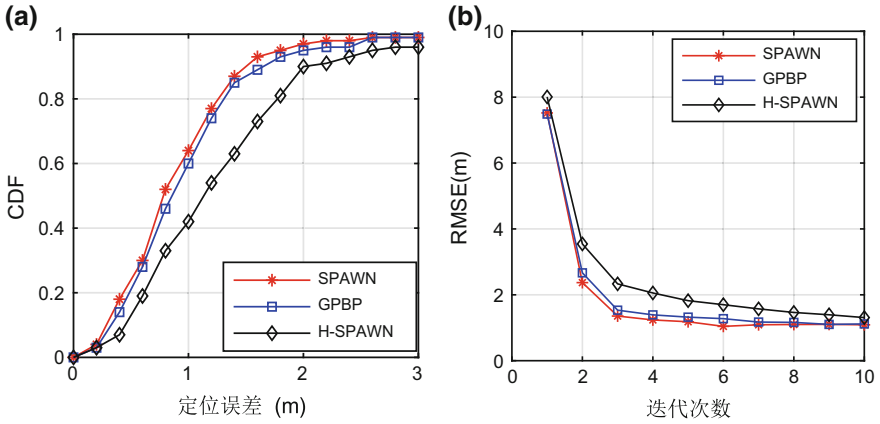 (a)
CDF
1
0.8
0.6
0.4
0.2
0
0
1
2
3
SPAWN
GPBP
H-SPAWN
定位误差 (m)
(b)
RMSE(m)
10
8
6
4
2
0
0
2
4
6
8
10
SPAWN
GPBP
H-SPAWN
迭代次数